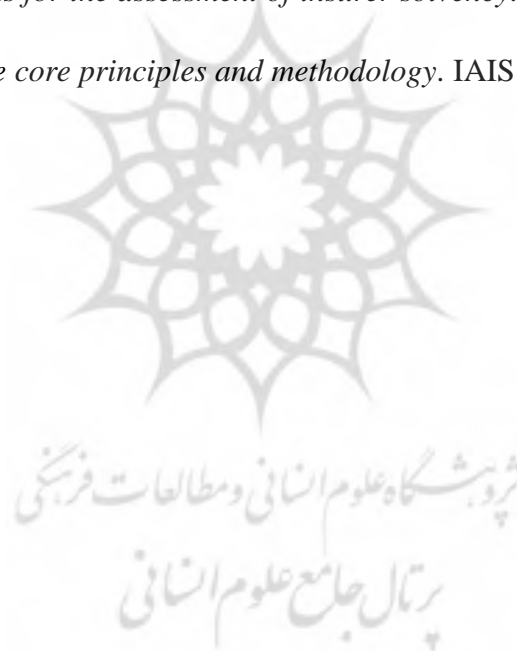 s for the assessment of insurer solvency.
e core principles and methodology. IAIS
پژوهشگاه علوم انسانی و مطالعات فرهنگی
پرتال جامع علوم انسانی